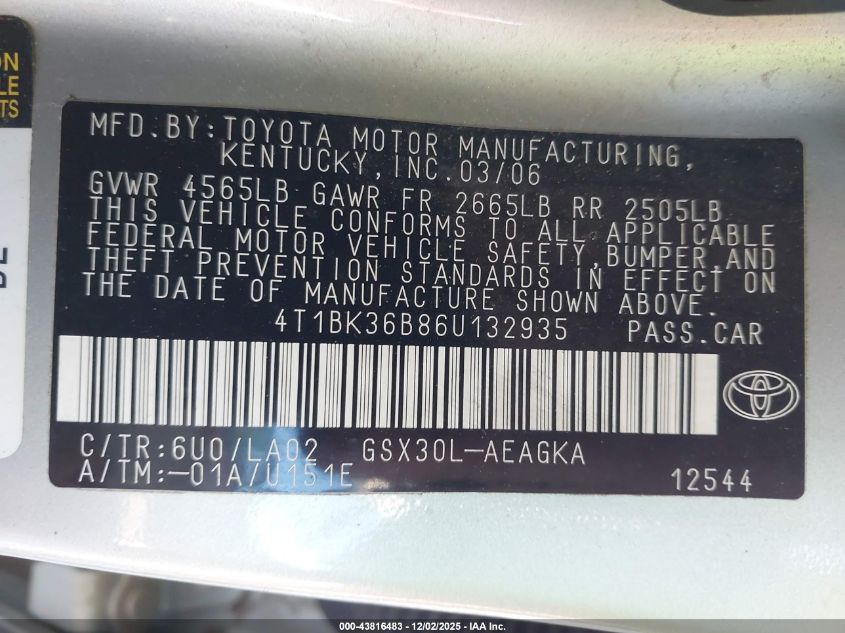 ON
LE
TS
MFD.BY:TOYOTA MOTOR MANUFACTURING,
KENTUCKY,INC.03/06
GVWR 4565LB GAWR FR 2665LB RR 2505LB
THIS VEHICLE CONFORMS TO ALL APPLICABLE
FEDERAL MOTOR VEHICLE SAFETY,BUMPER,AND
THEFT PREVENTION STANDARDS IN EFFECT ON
THE DATE OF MANUFACTURE SHOWN ABOVE.
4T1BK36B86U132935 PASS.CAR
C/TR:6U0/LA02 GSX30L-AEAGKA
A/TM:-01A/U151E 12544
000-43816483 - 12/02/2025 - IAA Inc.